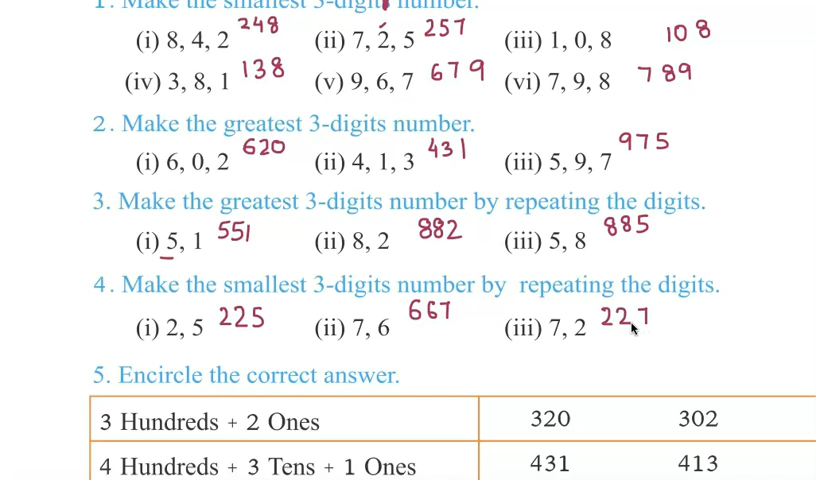 1. Make the smallest 3-digits number.
(i) 8, 4, 2 248 (ii) 7, 2, 5 257 (iii) 1, 0, 8 108
(iv) 3, 8, 1 138 (v) 9, 6, 7 679 (vi) 7, 9, 8 789
2. Make the greatest 3-digits number.
(i) 6, 0, 2 620 (ii) 4, 1, 3 431 (iii) 5, 9, 7 975
3. Make the greatest 3-digits number by repeating the digits.
(i) 5, 1 551 (ii) 8, 2 882 (iii) 5, 8 885
4. Make the smallest 3-digits number by repeating the digits.
(i) 2, 5 225 (ii) 7, 6 667 (iii) 7, 2 227
5. Encircle the correct answer.
3 Hundreds + 2 Ones 320 302
4 Hundreds + 3 Tens + 1 Ones 431 413